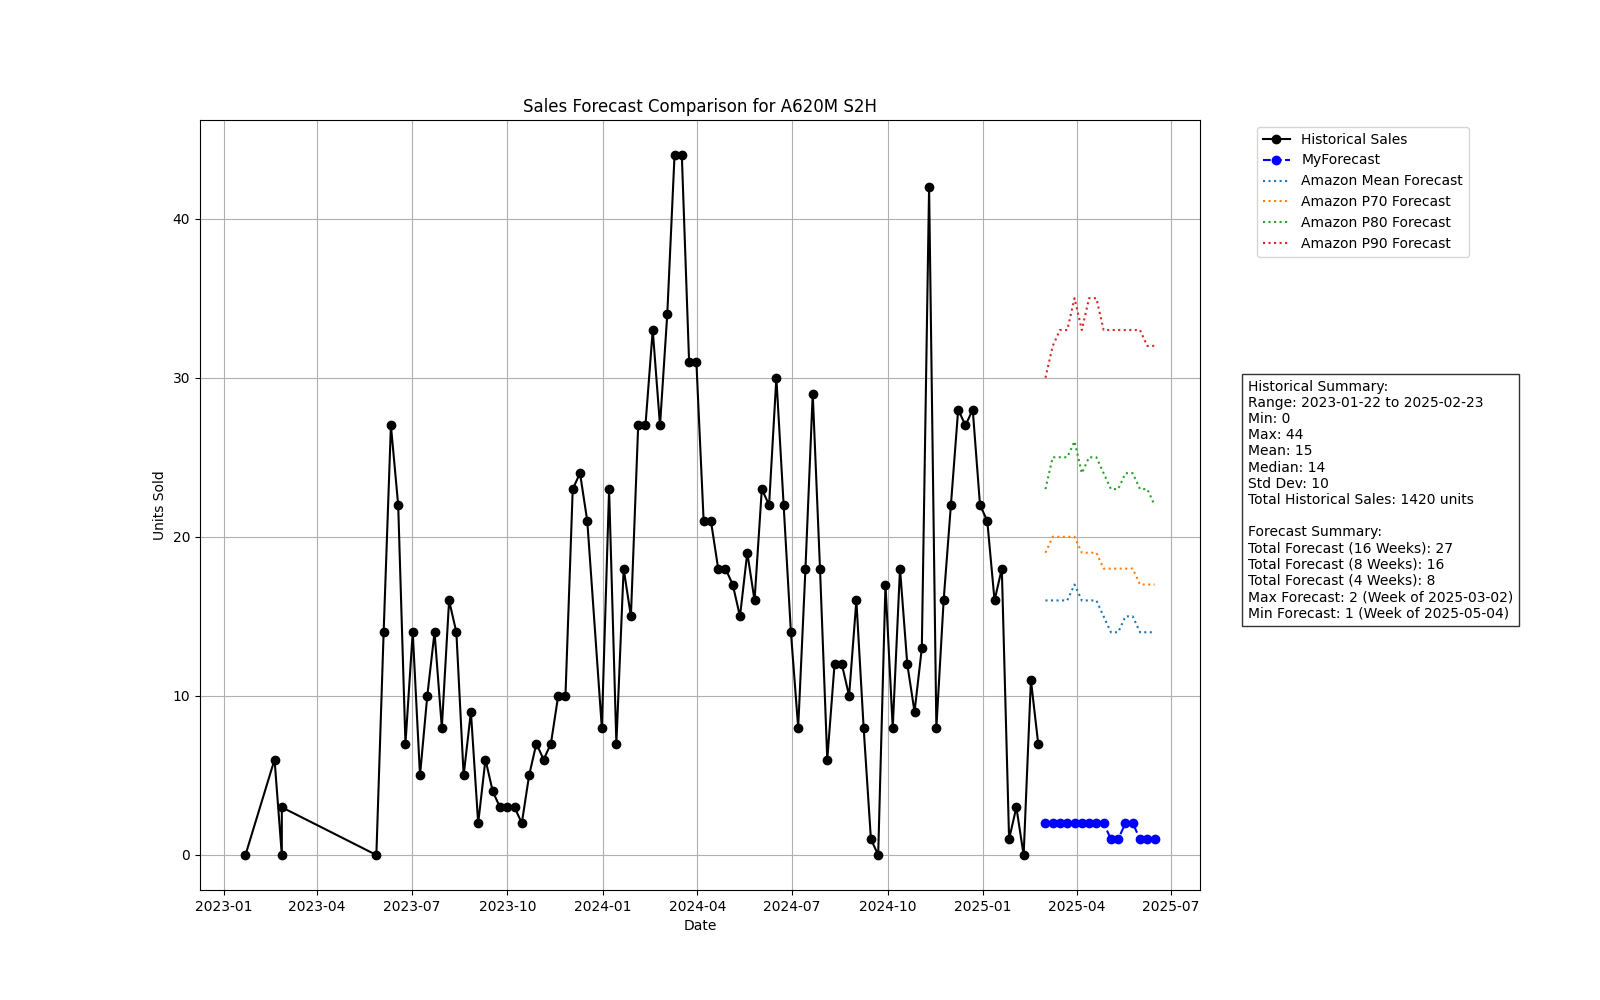 Sales Forecast Comparison for A620M S2H
Historical Sales
MyForecast
Amazon Mean Forecast
Amazon P70 Forecast
Amazon P80 Forecast
Amazon P90 Forecast
40
30
20
10
0
Units Sold
2023-01 2023-04 2023-07 2023-10 2024-01 2024-04 2024-07 2024-10 2025-01 2025-04 2025-07
Date
Historical Summary:
Range: 2023-01-22 to 2025-02-23
Min: 0
Max: 44
Mean: 15
Median: 14
Std Dev: 10
Total Historical Sales: 1420 units
Forecast Summary:
Total Forecast (16 Weeks): 27
Total Forecast (8 Weeks): 16
Total Forecast (4 Weeks): 8
Max Forecast: 2 (Week of 2025-03-02)
Min Forecast: 1 (Week of 2025-05-04)